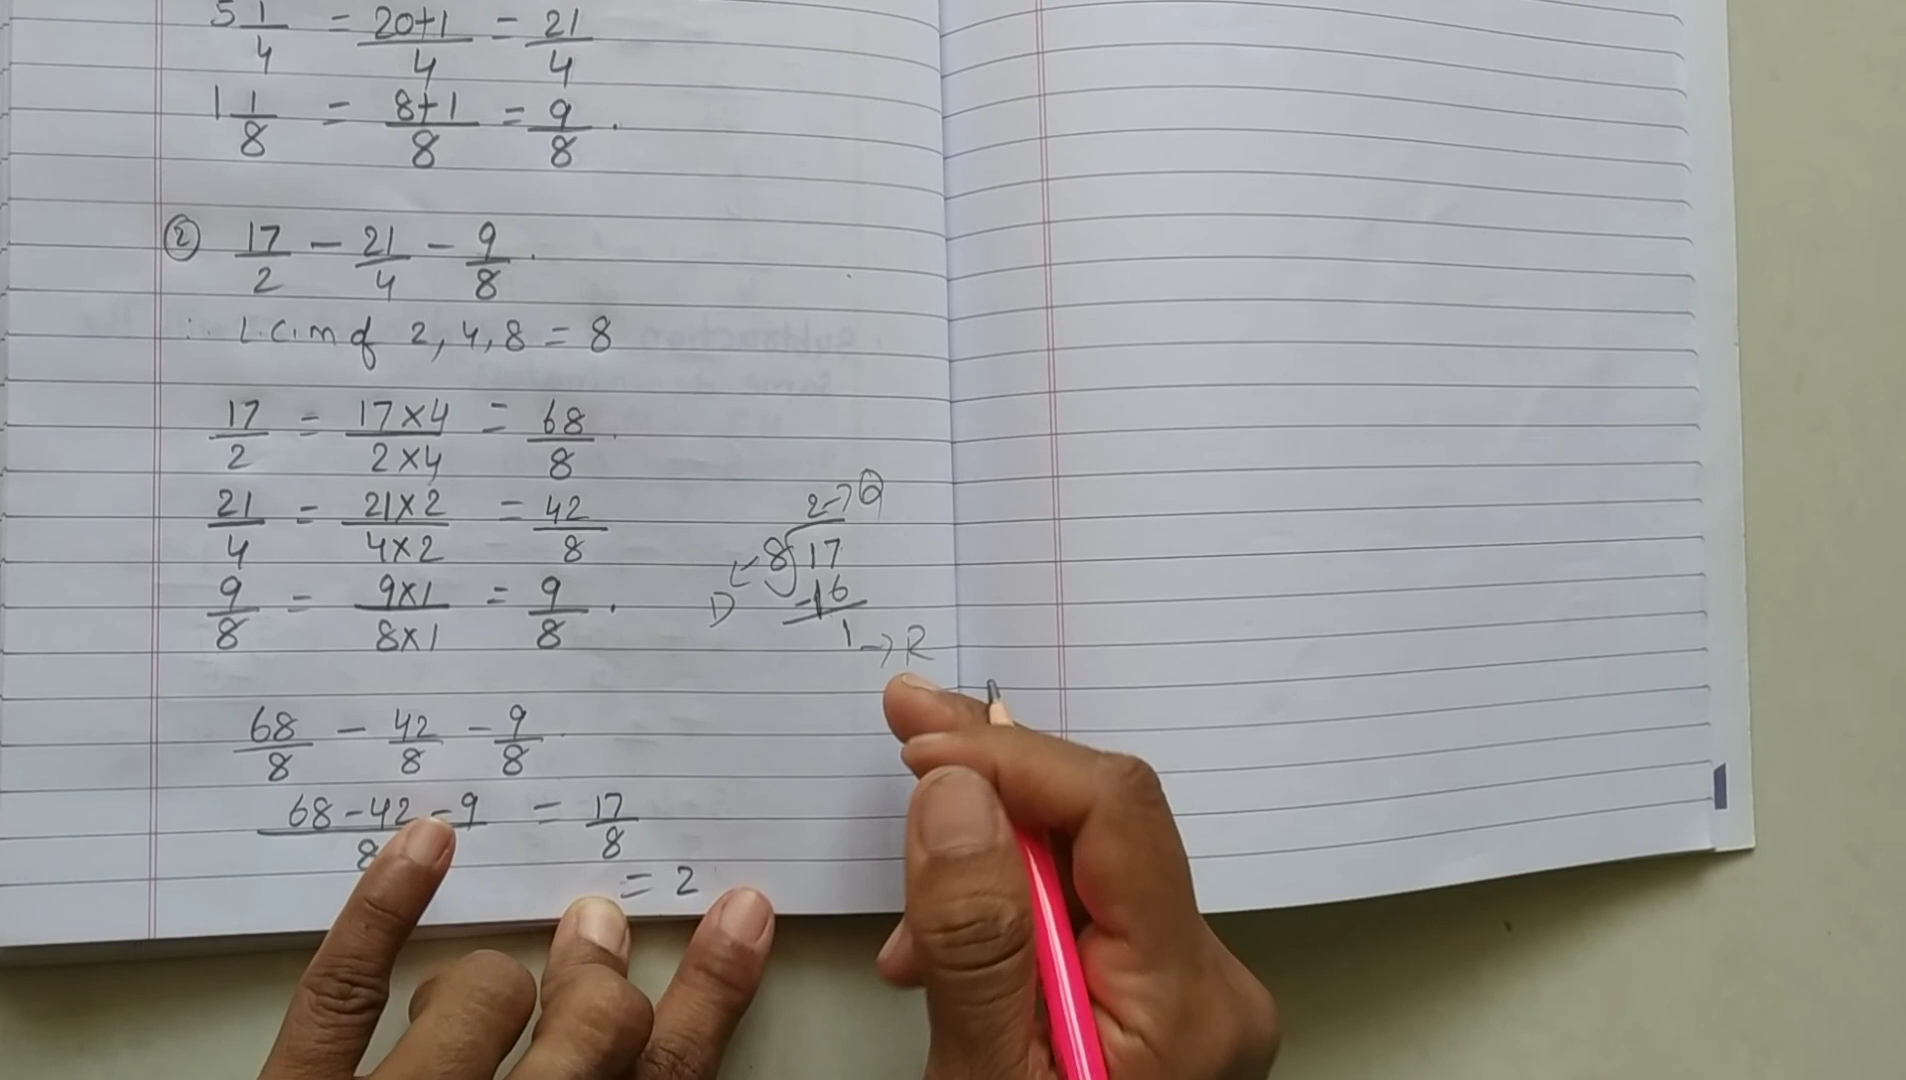 5 1/4 = 20+1/4 = 21/4
1 1/8 = 8+1/8 = 9/8.
② 17/2 - 21/4 - 9/8.
∴ L.C.m of 2, 4, 8 = 8
17/2 = 17×4/2×4 = 68/8
21/4 = 21×2/4×2 = 42/8
9/8 = 9×1/8×1 = 9/8.
68/8 - 42/8 - 9/8
68-42-9/8 = 17/8
= 2
2→Q
8)17
D
-16
1→R